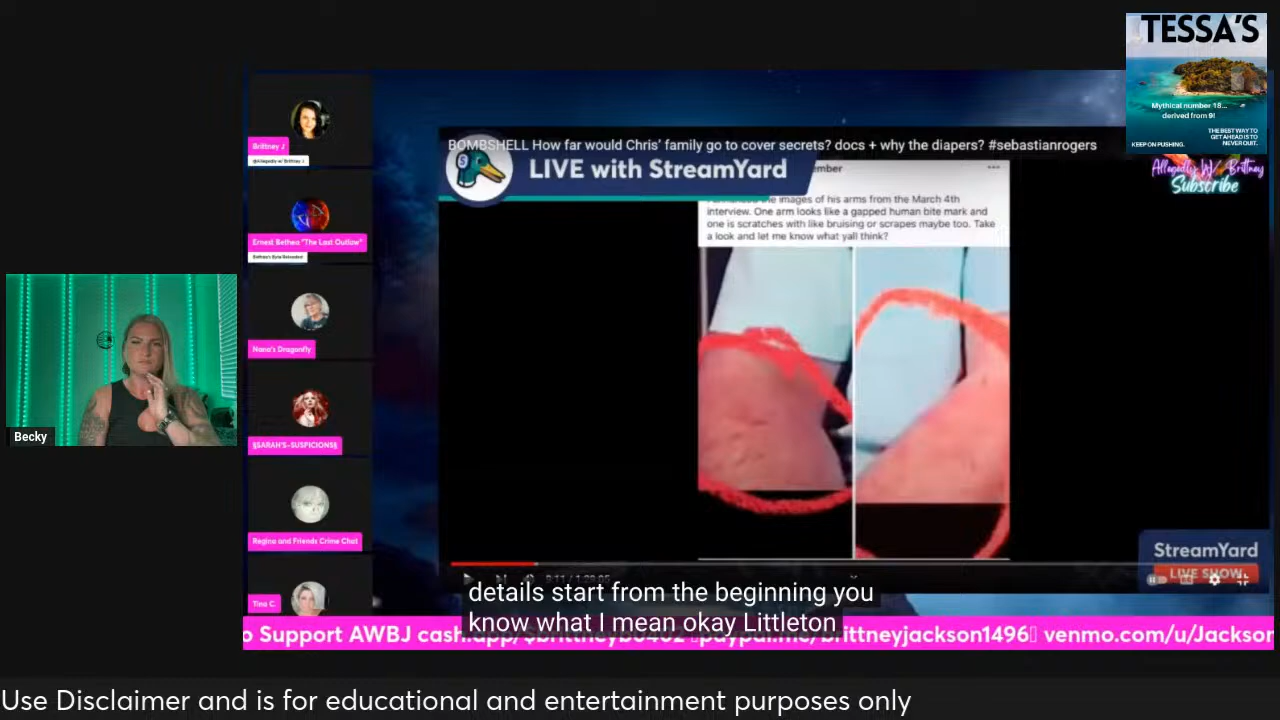 TESSA'S
Mythical number 18...
derived from 9!
THE BEST WAY TO
GET AHEAD IS TO
NEVER QUIT.
KEEP ON PUSHING.
Allegedly W/ Brittney
Subscribe
BOMBSHELL How far would Chris' family go to cover secrets? docs + why the diapers? #sebastianrogers
LIVE with StreamYard
the images of his arms from the March 4th
interview. One arm looks like a gapped human bite mark and
one is scratches with like bruising or scrapes maybe too. Take
a look and let me know what yall think?
Brittney J
@Allegedly w/ Brittney J
Ernest Bethea "The Last Outlaw"
Nana's Dragonfly
§SARAH'S~SUSPICIONS§
Regina and Friends Crime Chat
Tina C.
Becky
StreamYard
LIVE SHOW
details start from the beginning you
know what I mean okay Littleton
o Support AWBJ venmo.com/u/Jackson
Use Disclaimer and is for educational and entertainment purposes only